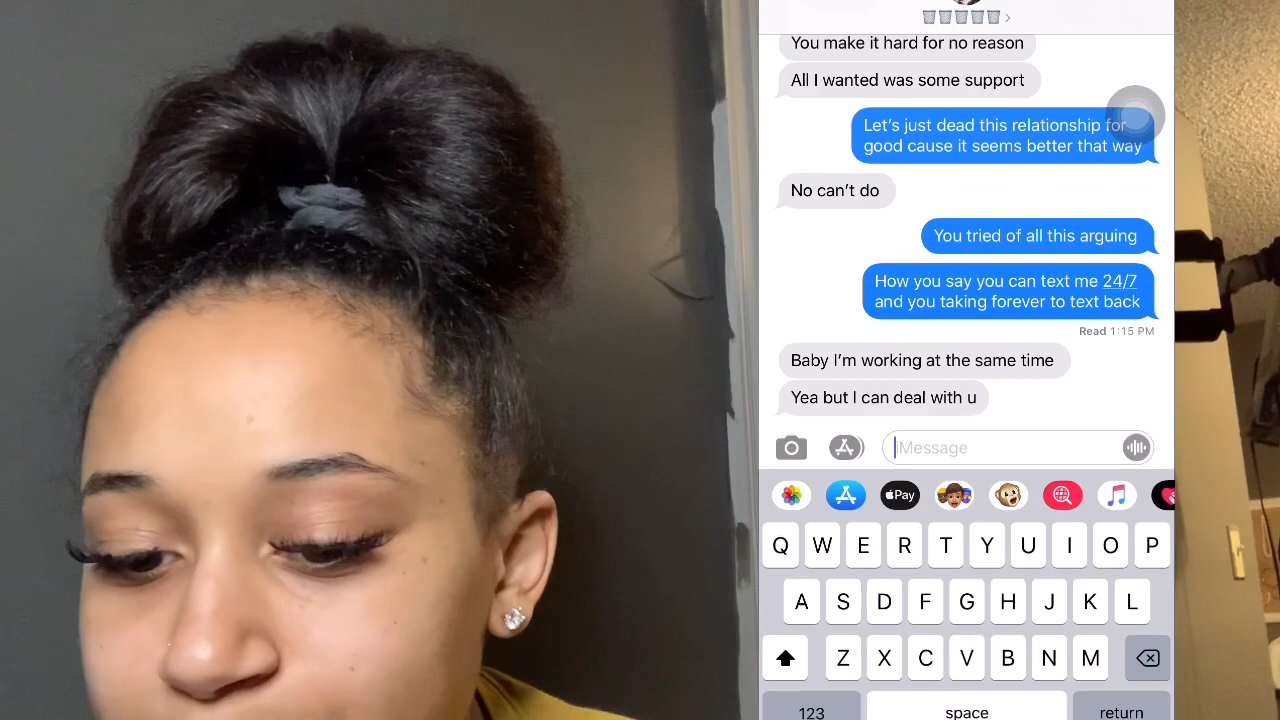 You make it hard for no reason
All I wanted was some support
Let's just dead this relationship for
good cause it seems better that way
No can't do
You tried of all this arguing
How you say you can text me 24/7
and you taking forever to text back
Read 1:15 PM
Baby I'm working at the same time
Yea but I can deal with u
iMessage
Pay
Q W E R T Y U I O P
A S D F G H J K L
Z X C V B N M
123 space return